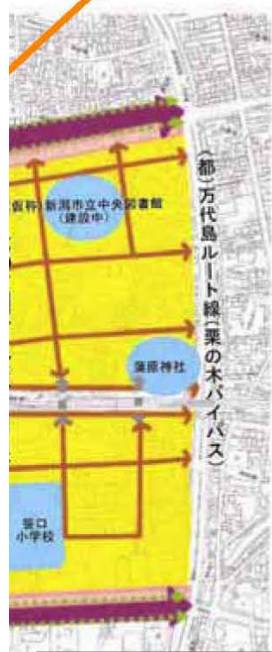 仮称)新潟市立中央図書館
(建設中)
(都)万代島ルート線(栗の木バイパス)
蒲原神社
笹口
小学校